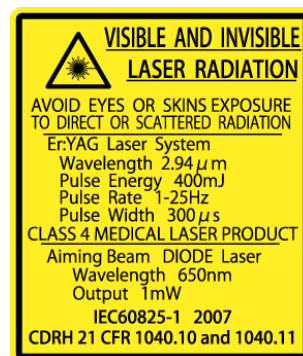 VISIBLE AND INVISIBLE
LASER RADIATION
AVOID EYES OR SKINS EXPOSURE
TO DIRECT OR SCATTERED RADIATION
Er:YAG Laser System
Wavelength 2.94μm
Pulse Energy 400mJ
Pulse Rate 1-25Hz
Pulse Width 300μs
CLASS 4 MEDICAL LASER PRODUCT
Aiming Beam DIODE Laser
Wavelength 650nm
Output 1mW
IEC60825-1 2007
CDRH 21 CFR 1040.10 and 1040.11